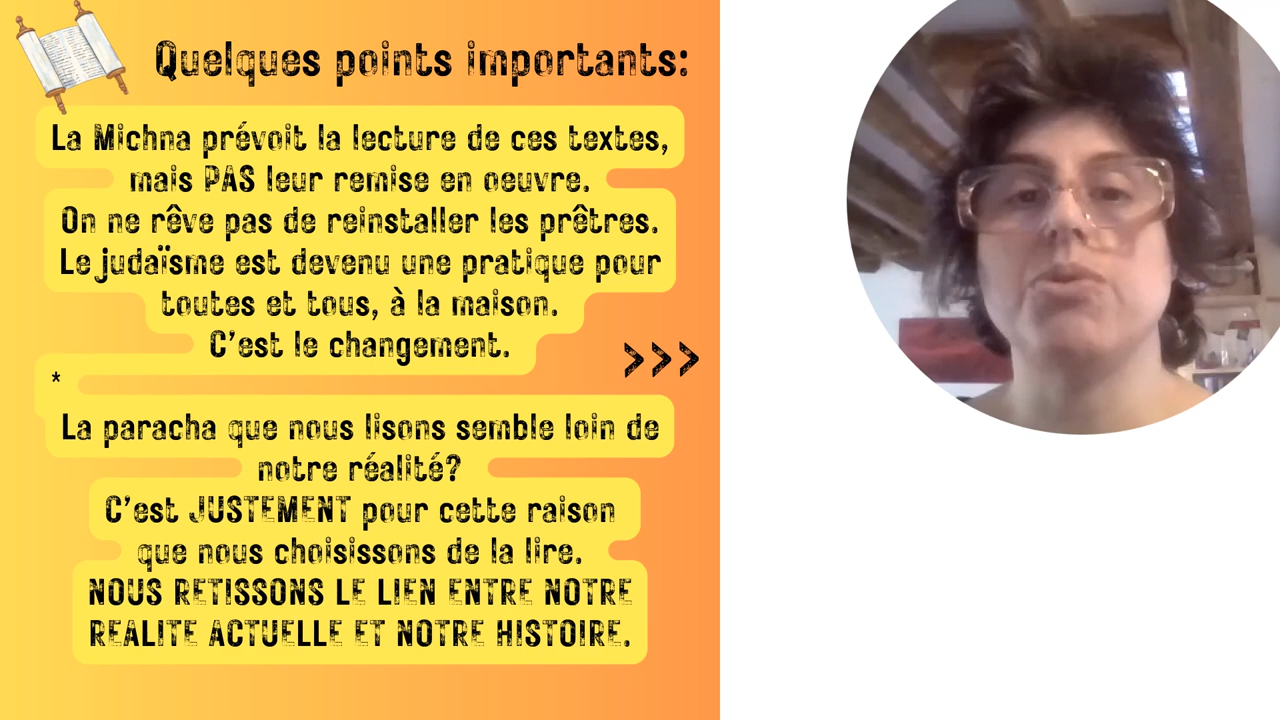 Quelques points importants:
La Michna prévoit la lecture de ces textes,
mais PAS leur remise en oeuvre.
On ne rêve pas de reinstaller les prêtres.
Le judaïsme est devenu une pratique pour
toutes et tous, à la maison.
C'est le changement.
>>>
*
La paracha que nous lisons semble loin de
notre réalité?
C'est JUSTEMENT pour cette raison
que nous choisissons de la lire.
NOUS RETISSONS LE LIEN ENTRE NOTRE
REALITE ACTUELLE ET NOTRE HISTOIRE.